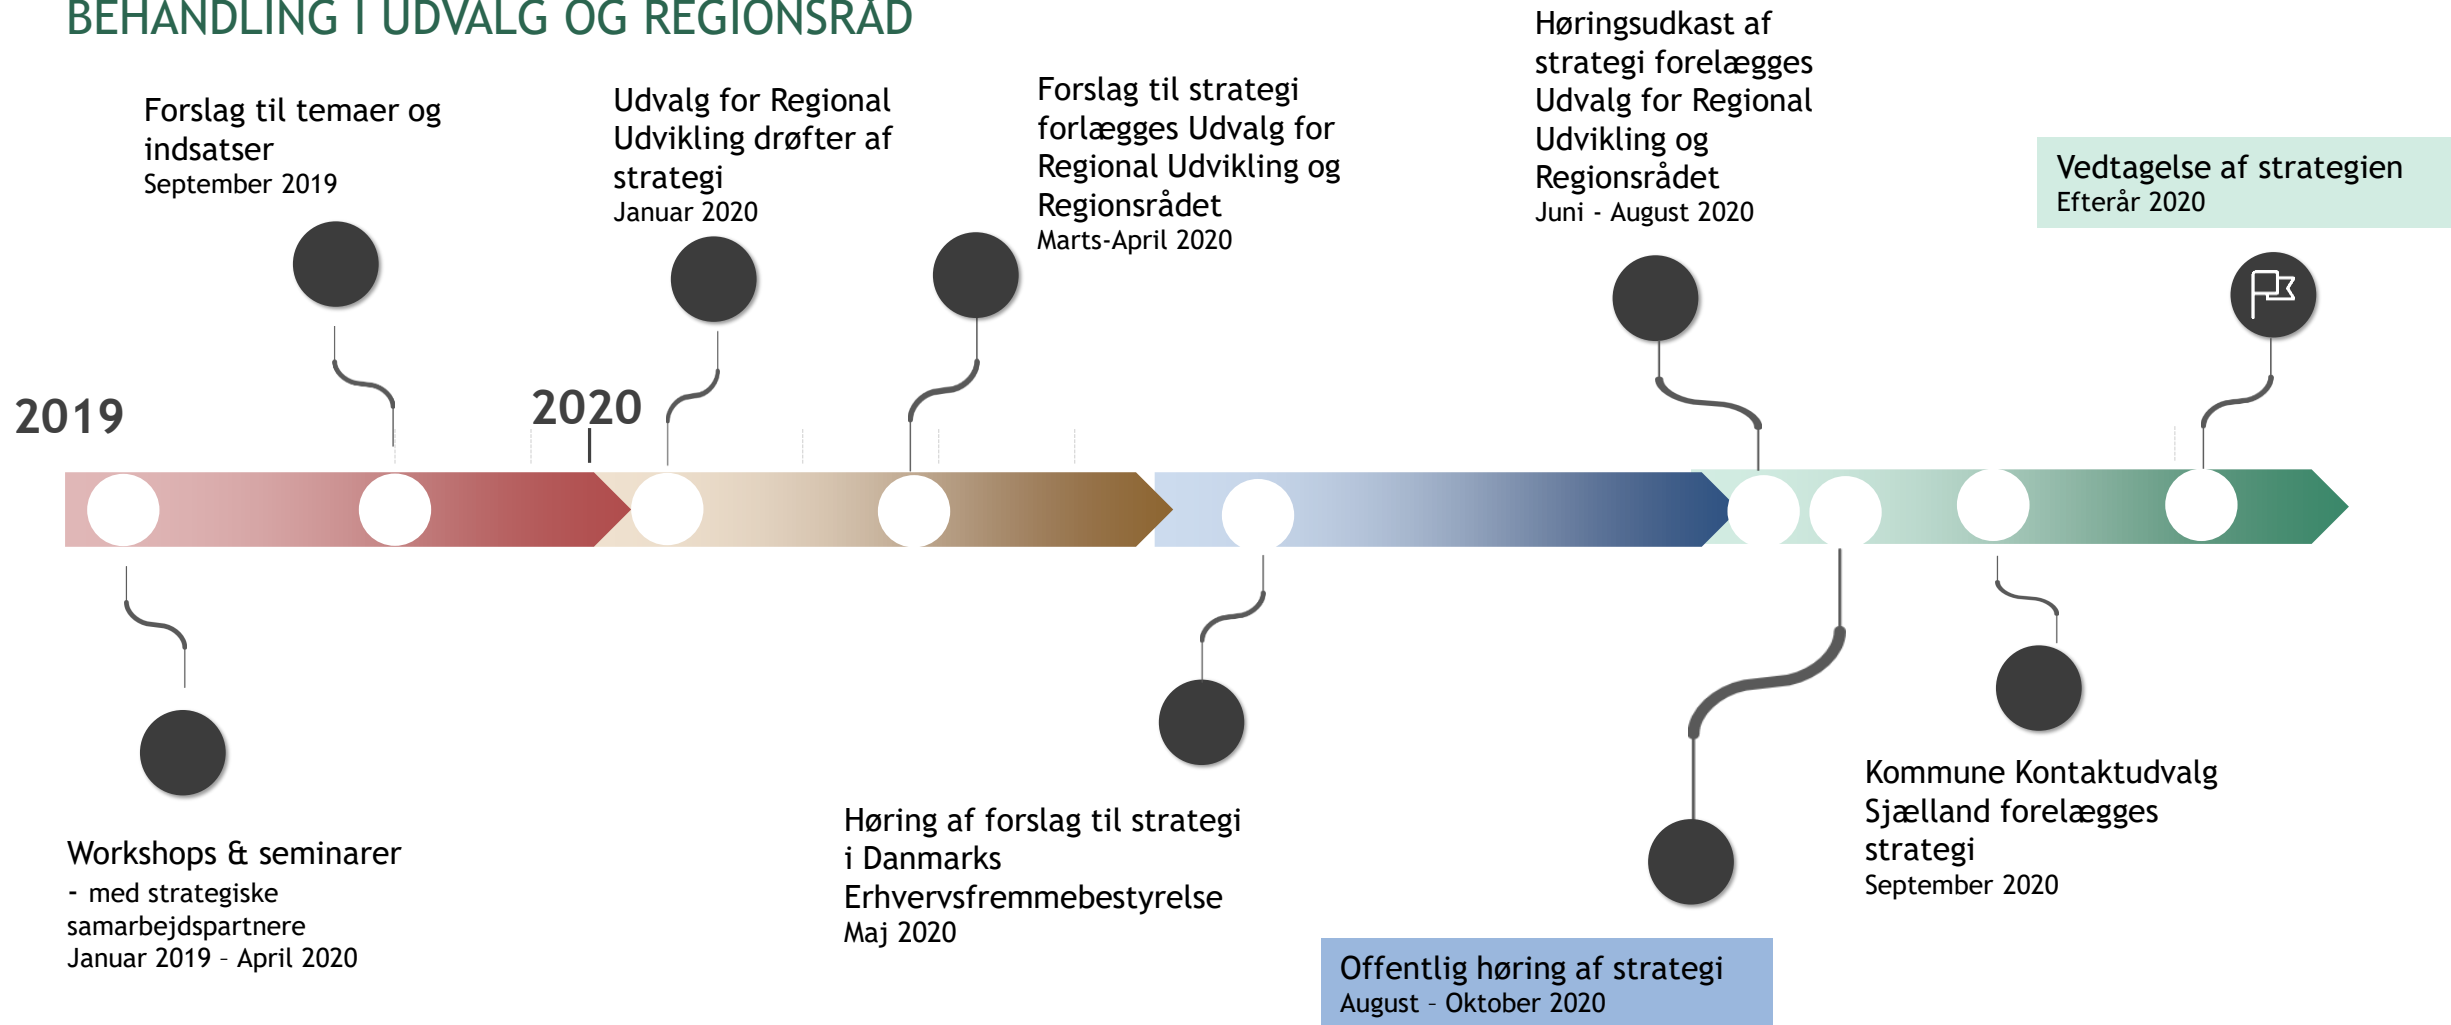 BEHANDLING I UDVALG OG REGIONSRÅD
Forslag til temaer og
indsatser
September 2019
Udvalg for Regional
Udvikling drøfter af
strategi
Januar 2020
Forslag til strategi
forlægges Udvalg for
Regional Udvikling og
Regionsrådet
Marts-April 2020
Høringsudkast af
strategi forelægges
Udvalg for Regional
Udvikling og
Regionsrådet
Juni - August 2020
Vedtagelse af strategien
Efterår 2020
2019
2020
Workshops & seminarer
- med strategiske
samarbejdspartnere
Januar 2019 – April 2020
Høring af forslag til strategi
i Danmarks
Erhvervsfremmebestyrelse
Maj 2020
Offentlig høring af strategi
August – Oktober 2020
Kommune Kontaktudvalg
Sjælland forelægges
strategi
September 2020